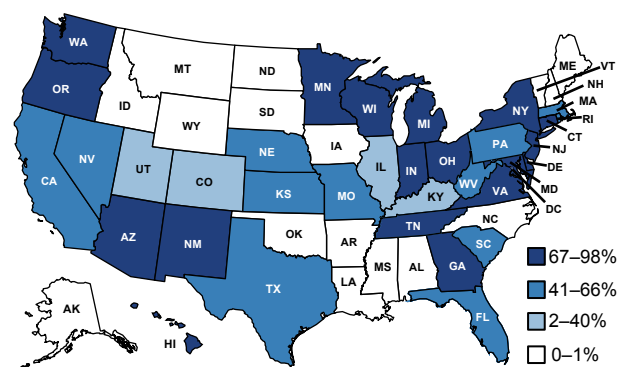 WA
OR
CA
NV
ID
MT
WY
UT
CO
AZ
NM
ND
SD
NE
KS
OK
TX
MN
IA
MO
AR
LA
WI
IL
MI
IN
OH
KY
TN
MS
AL
GA
FL
SC
NC
VA
WV
PA
NY
ME
VT
NH
MA
RI
CT
NJ
DE
MD
DC
AK
HI
67–98%
41–66%
2–40%
0–1%